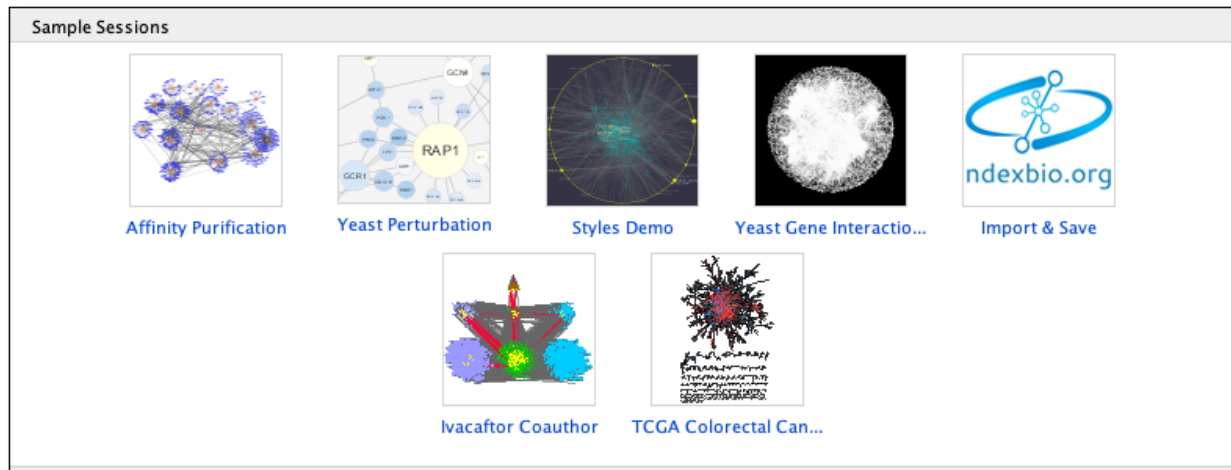 Sample Sessions
GCN4
RAP1
GCR1
ndexbio.org
Affinity Purification
Yeast Perturbation
Styles Demo
Yeast Gene Interactio...
Import & Save
Ivacaftor Coauthor
TCGA Colorectal Can...